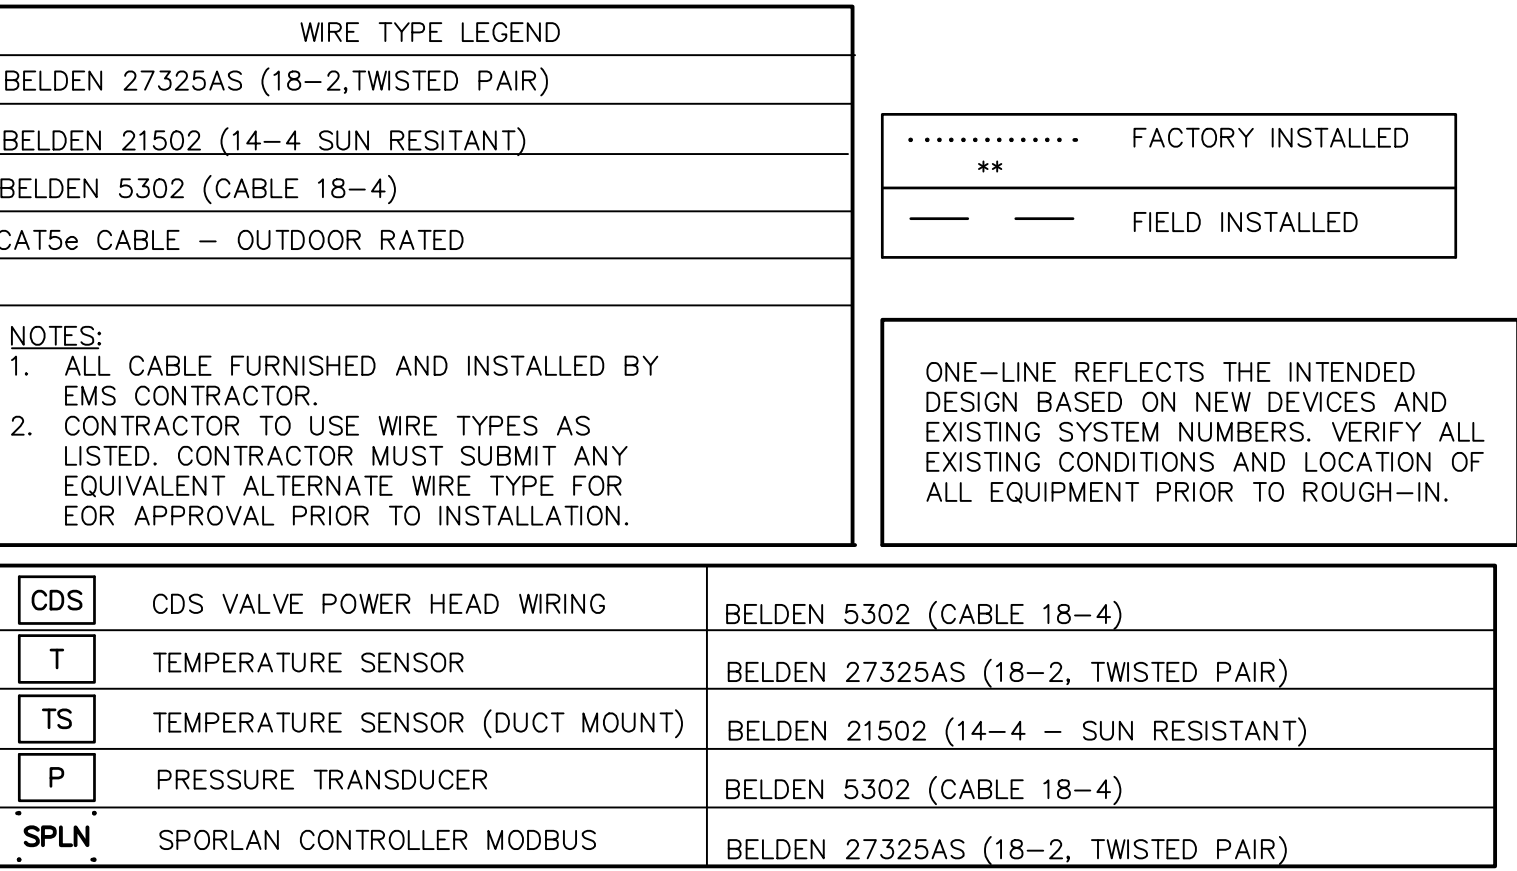 WIRE TYPE LEGEND
BELDEN 27325AS (18–2,TWISTED PAIR)
BELDEN 21502 (14–4 SUN RESITANT)
BELDEN 5302 (CABLE 18–4)
CAT5e CABLE – OUTDOOR RATED
NOTES:
1. ALL CABLE FURNISHED AND INSTALLED BY
EMS CONTRACTOR.
2. CONTRACTOR TO USE WIRE TYPES AS
LISTED. CONTRACTOR MUST SUBMIT ANY
EQUIVALENT ALTERNATE WIRE TYPE FOR
EOR APPROVAL PRIOR TO INSTALLATION.
FACTORY INSTALLED
**
FIELD INSTALLED
ONE–LINE REFLECTS THE INTENDED
DESIGN BASED ON NEW DEVICES AND
EXISTING SYSTEM NUMBERS. VERIFY ALL
EXISTING CONDITIONS AND LOCATION OF
ALL EQUIPMENT PRIOR TO ROUGH–IN.
CDS CDS VALVE POWER HEAD WIRING BELDEN 5302 (CABLE 18–4)
T TEMPERATURE SENSOR BELDEN 27325AS (18–2, TWISTED PAIR)
TS TEMPERATURE SENSOR (DUCT MOUNT) BELDEN 21502 (14–4 – SUN RESISTANT)
P PRESSURE TRANSDUCER BELDEN 5302 (CABLE 18–4)
SPLN SPORLAN CONTROLLER MODBUS BELDEN 27325AS (18–2, TWISTED PAIR)